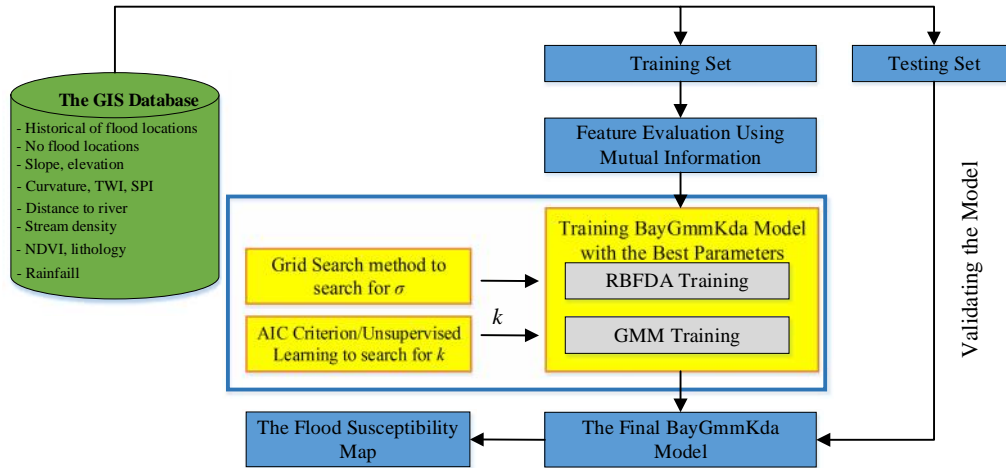 The GIS Database
- Historical of flood locations
- No flood locations
- Slope, elevation
- Curvature, TWI, SPI
- Distance to river
- Stream density
- NDVI, lithology
- Rainfaill
Training Set
Testing Set
Feature Evaluation Using
Mutual Information
Training BayGmmKda Model
with the Best Parameters
Grid Search method to
search for σ
RBFDA Training
AIC Criterion/Unsupervised
Learning to search for k
k
GMM Training
Validating the Model
The Flood Susceptibility
Map
The Final BayGmmKda
Model